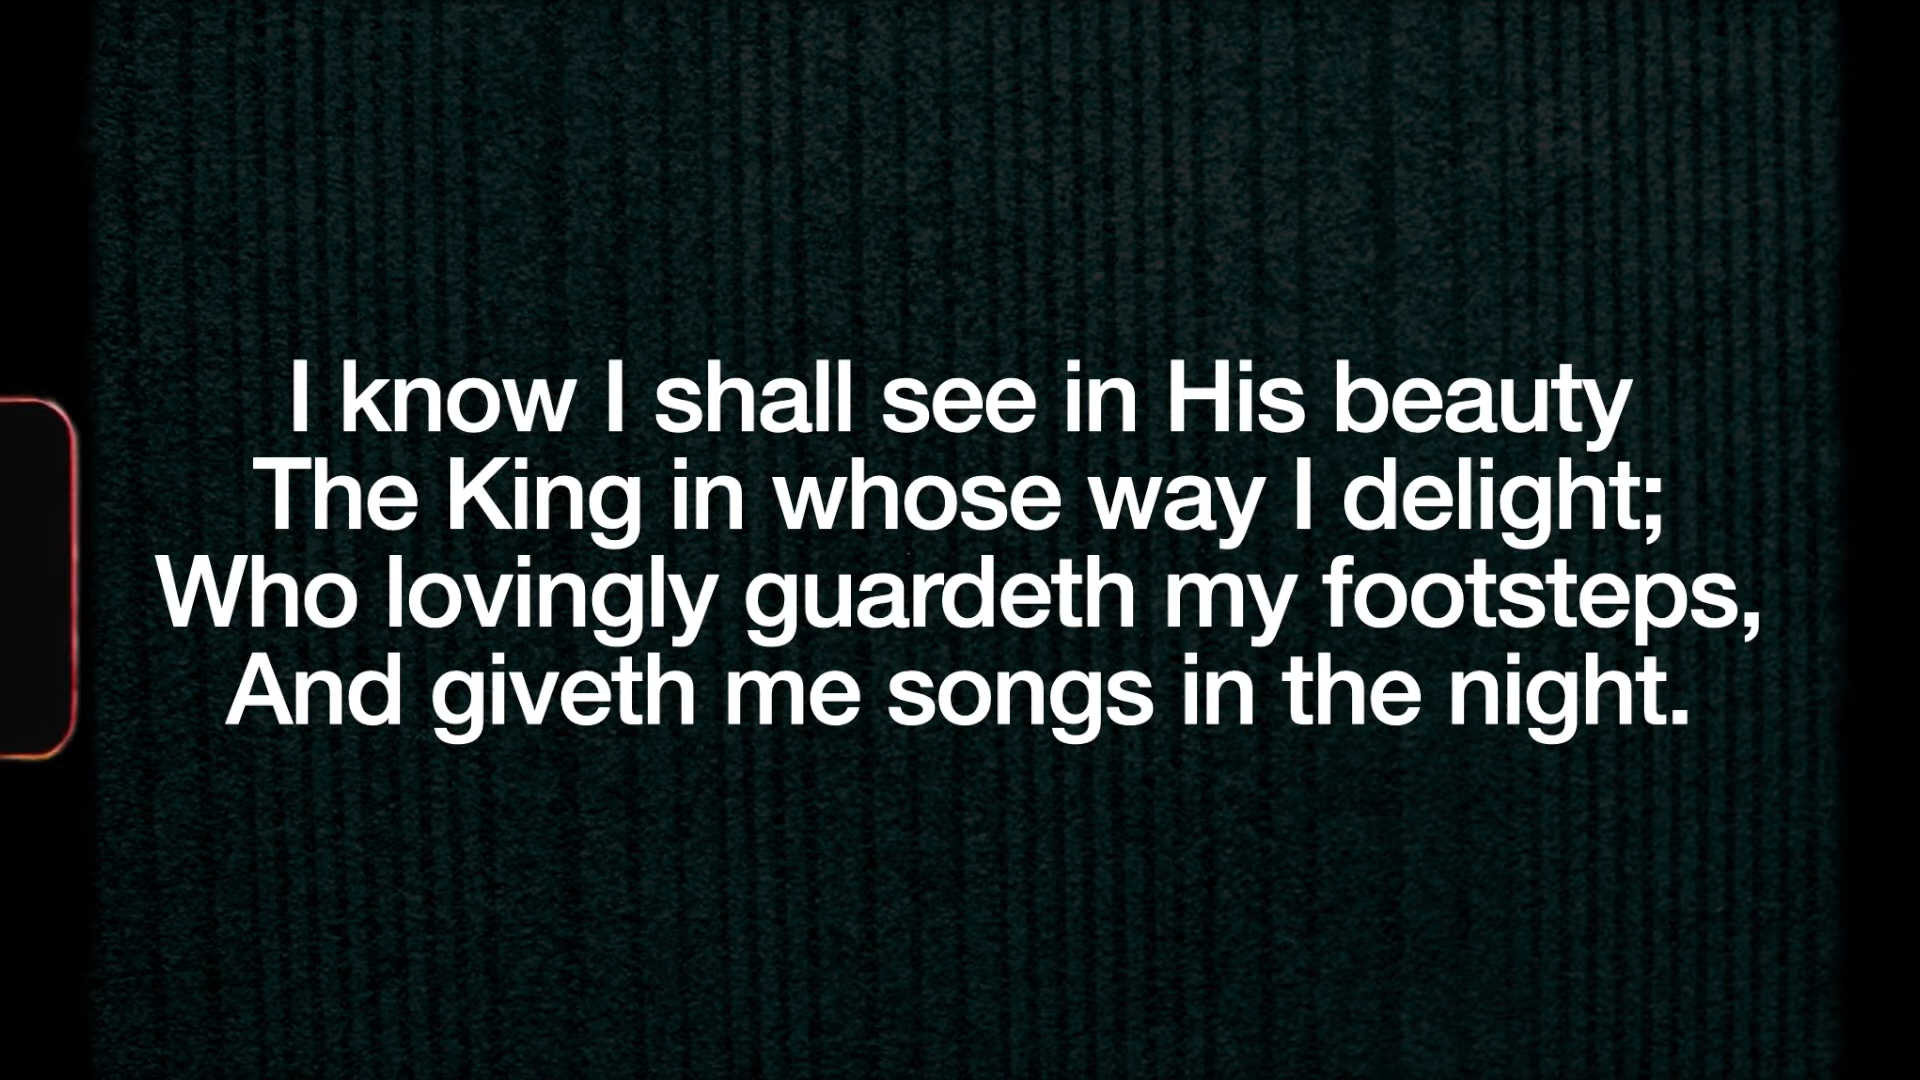 I know I shall see in His beauty
The King in whose way I delight;
Who lovingly guardeth my footsteps,
And giveth me songs in the night.